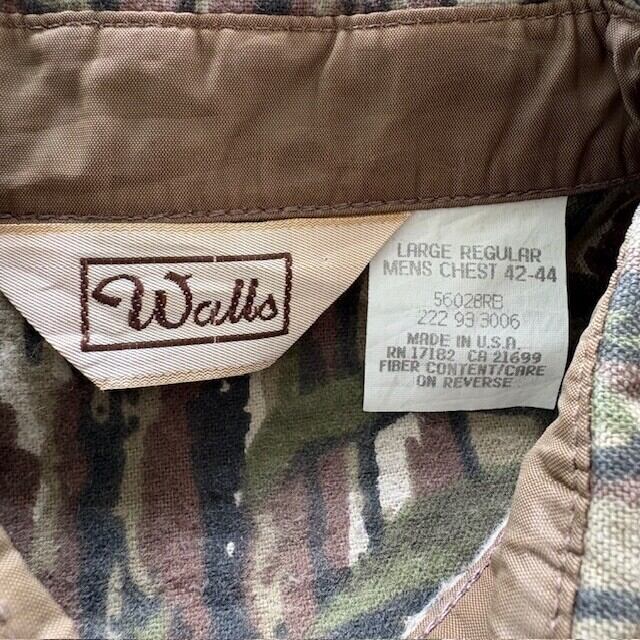 Walls
LARGE REGULAR
MENS CHEST 42-44
56028RB
222 93 3006
MADE IN U.S.A.
RN 17182 CA 21699
FIBER CONTENT/CARE
ON REVERSE